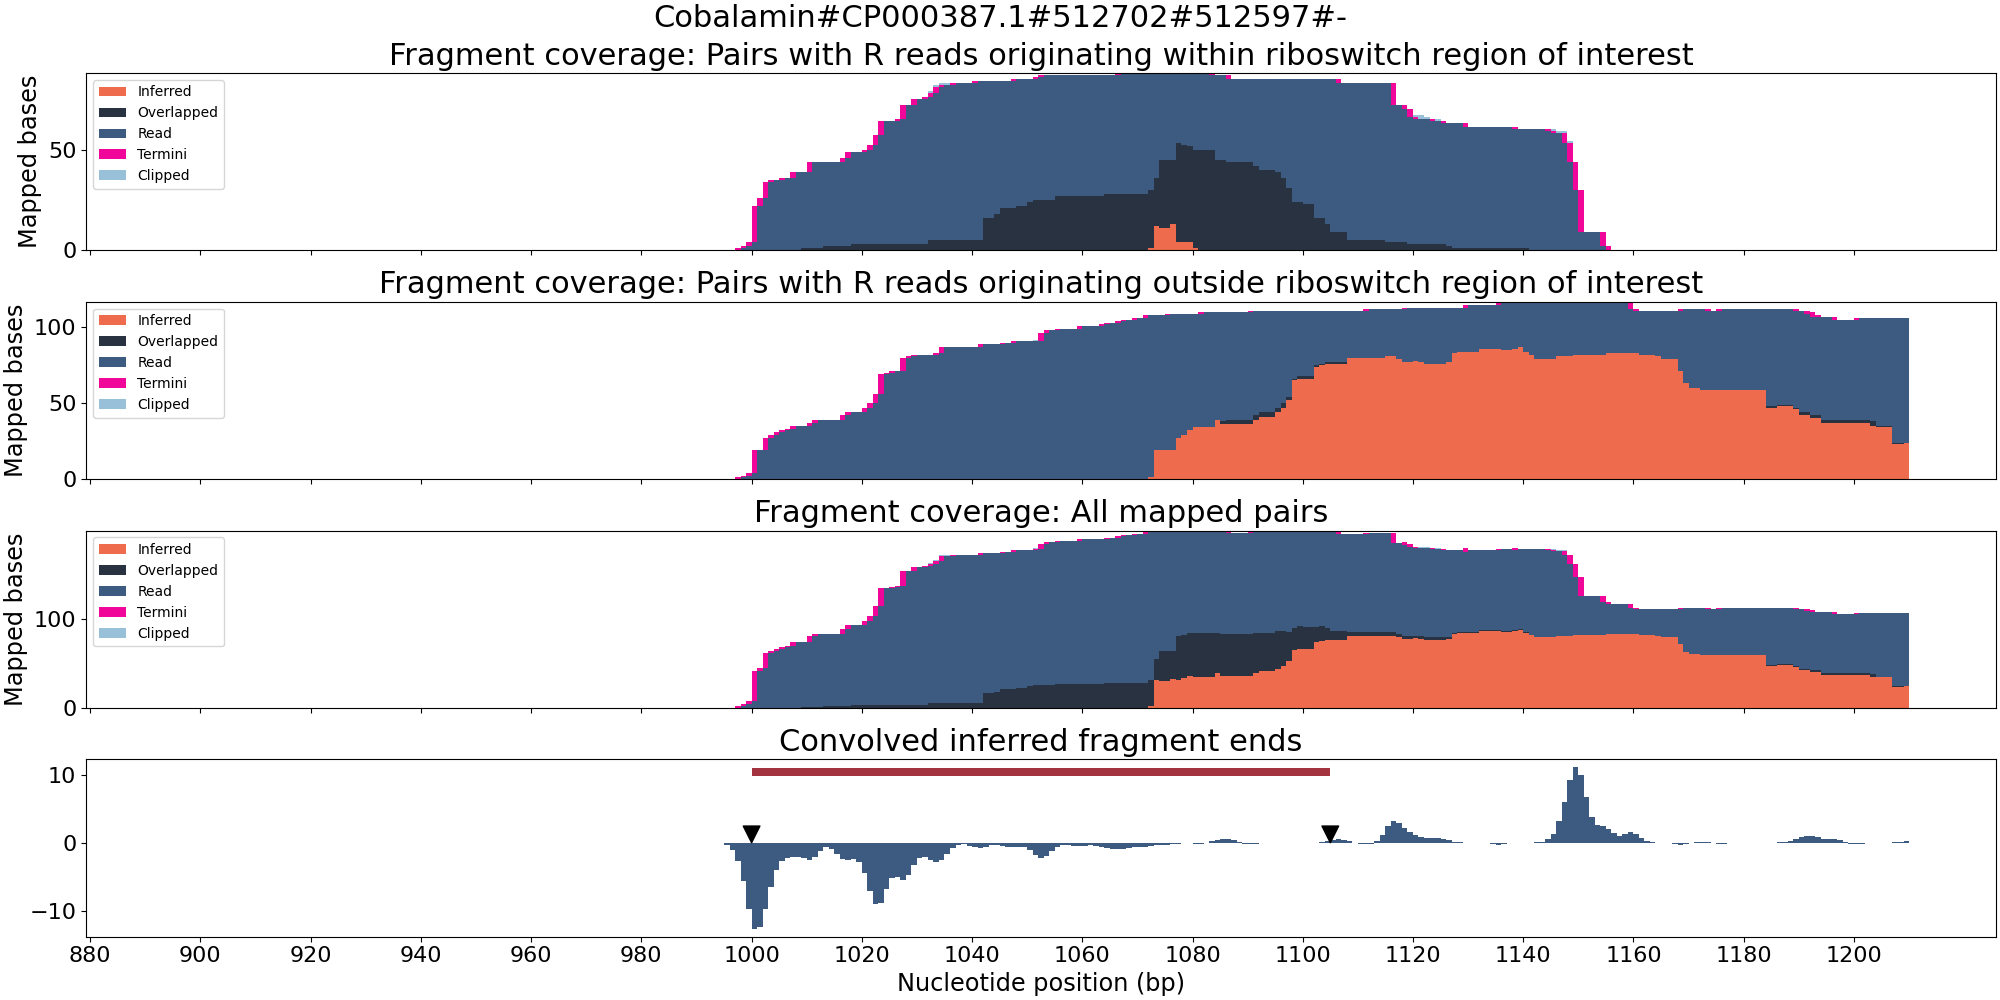 Cobalamin#CP000387.1#512702#512597#-
Fragment coverage: Pairs with R reads originating within riboswitch region of interest
Mapped bases
50
0
Inferred
Overlapped
Read
Termini
Clipped
Fragment coverage: Pairs with R reads originating outside riboswitch region of interest
Mapped bases
100
50
0
Inferred
Overlapped
Read
Termini
Clipped
Fragment coverage: All mapped pairs
Mapped bases
100
0
Inferred
Overlapped
Read
Termini
Clipped
Convolved inferred fragment ends
10
0
−10
880 900 920 940 960 980 1000 1020 1040 1060 1080 1100 1120 1140 1160 1180 1200
Nucleotide position (bp)